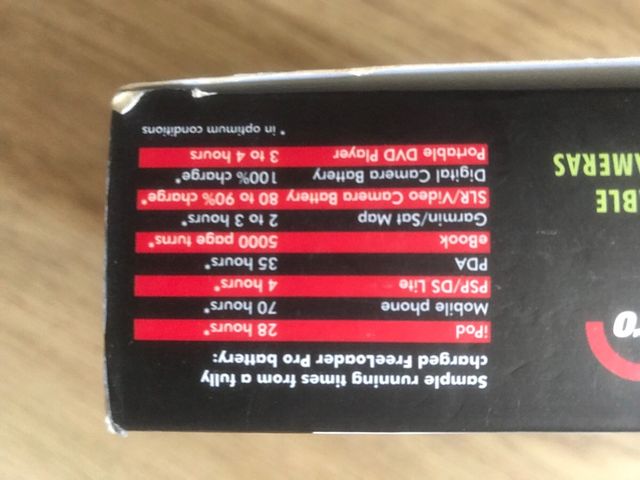 Sample running times from a fully
charged FreeLoader Pro battery:
iPod 28 hours*
Mobile phone 70 hours*
PSP/DS Lite 4 hours*
PDA 35 hours*
eBook 5000 page turns*
Garmin/Sat Map 2 to 3 hours*
SLR/Video Camera Battery 80 to 90% charge*
Digital Camera Battery 100% charge*
Portable DVD Player 3 to 4 hours
* in optimum conditions
ro
BLE
AMERAS